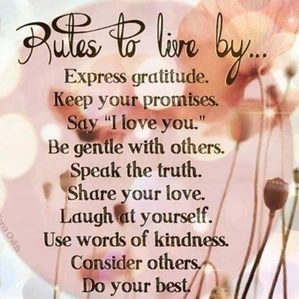 Rules to live by...
Express gratitude.
Keep your promises.
Say “I love you.”
Be gentle with others.
Speak the truth.
Share your love.
Laugh at yourself.
Use words of kindness.
Consider others.
Do your best.